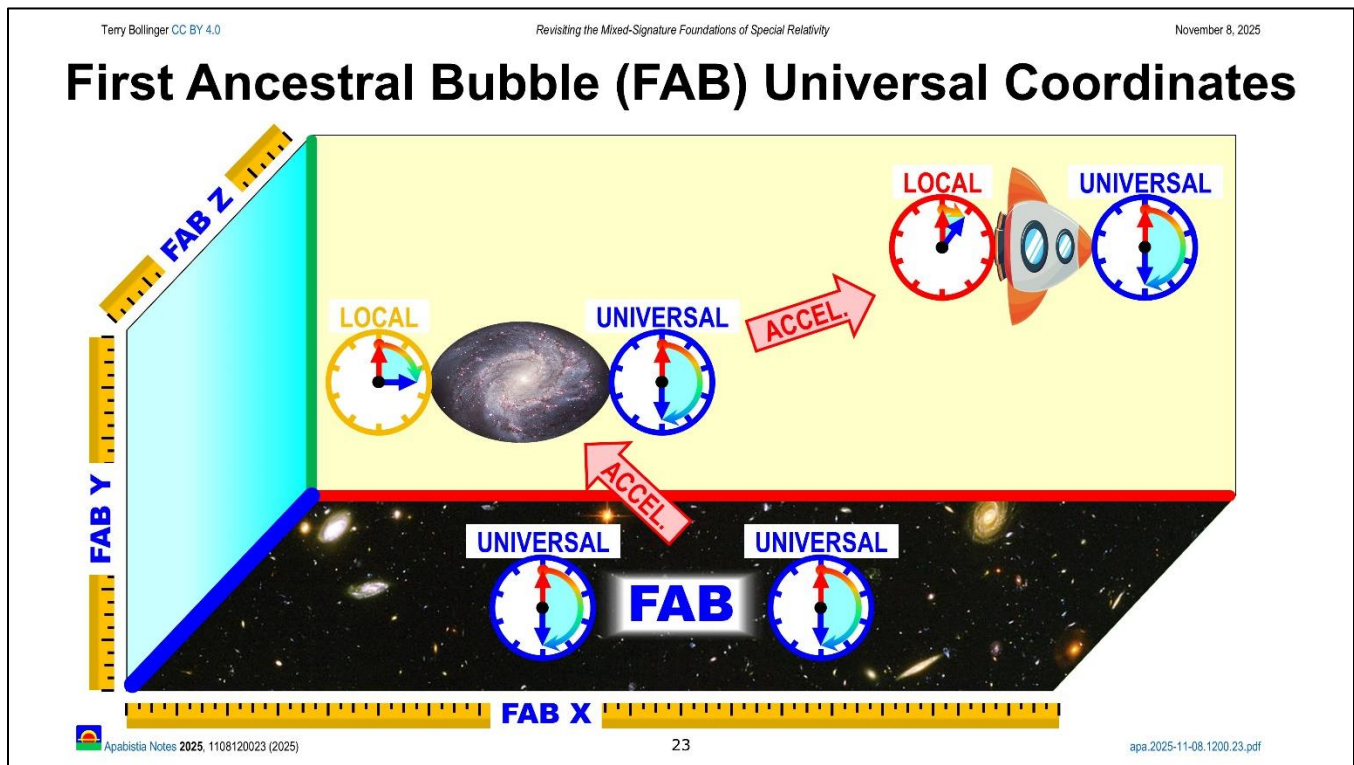 Terry Bollinger CC BY 4.0
Revisiting the Mixed-Signature Foundations of Special Relativity
November 8, 2025
First Ancestral Bubble (FAB) Universal Coordinates
FAB Z
LOCAL
UNIVERSAL
ACCEL.
LOCAL
UNIVERSAL
FAB Y
ACCEL.
UNIVERSAL
UNIVERSAL
FAB
FAB X
Apabistia Notes 2025, 1108120023 (2025)
23
apa.2025-11-08.1200.23.pdf